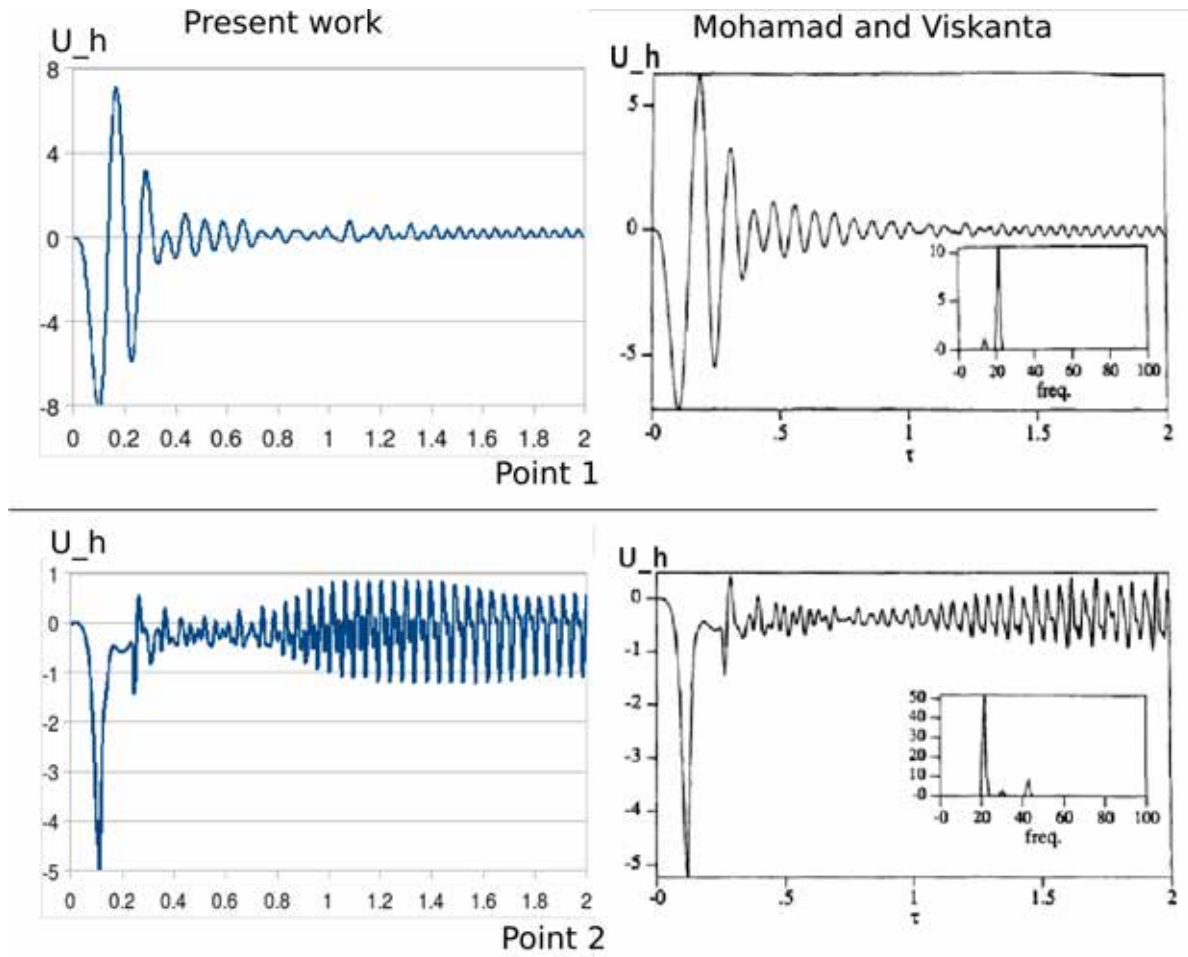 Present work
Mohamad and Viskanta
U_h
8
4
0
-4
-8
0 0.2 0.4 0.6 0.8 1 1.2 1.4 1.6 1.8 2
U_h
5
0
-5
-0 .5 1 1.5 2
τ
10
5
-0
-0 20 40 60 80 100
freq.
Point 1
U_h
1
0
-1
-2
-3
-4
-5
0 0.2 0.4 0.6 0.8 1 1.2 1.4 1.6 1.8 2
U_h
0
-1
-2
-3
-4
-5
-0 .5 1 1.5 2
τ
50
40
30
20
10
-0
-0 20 40 60 80 100
freq.
Point 2